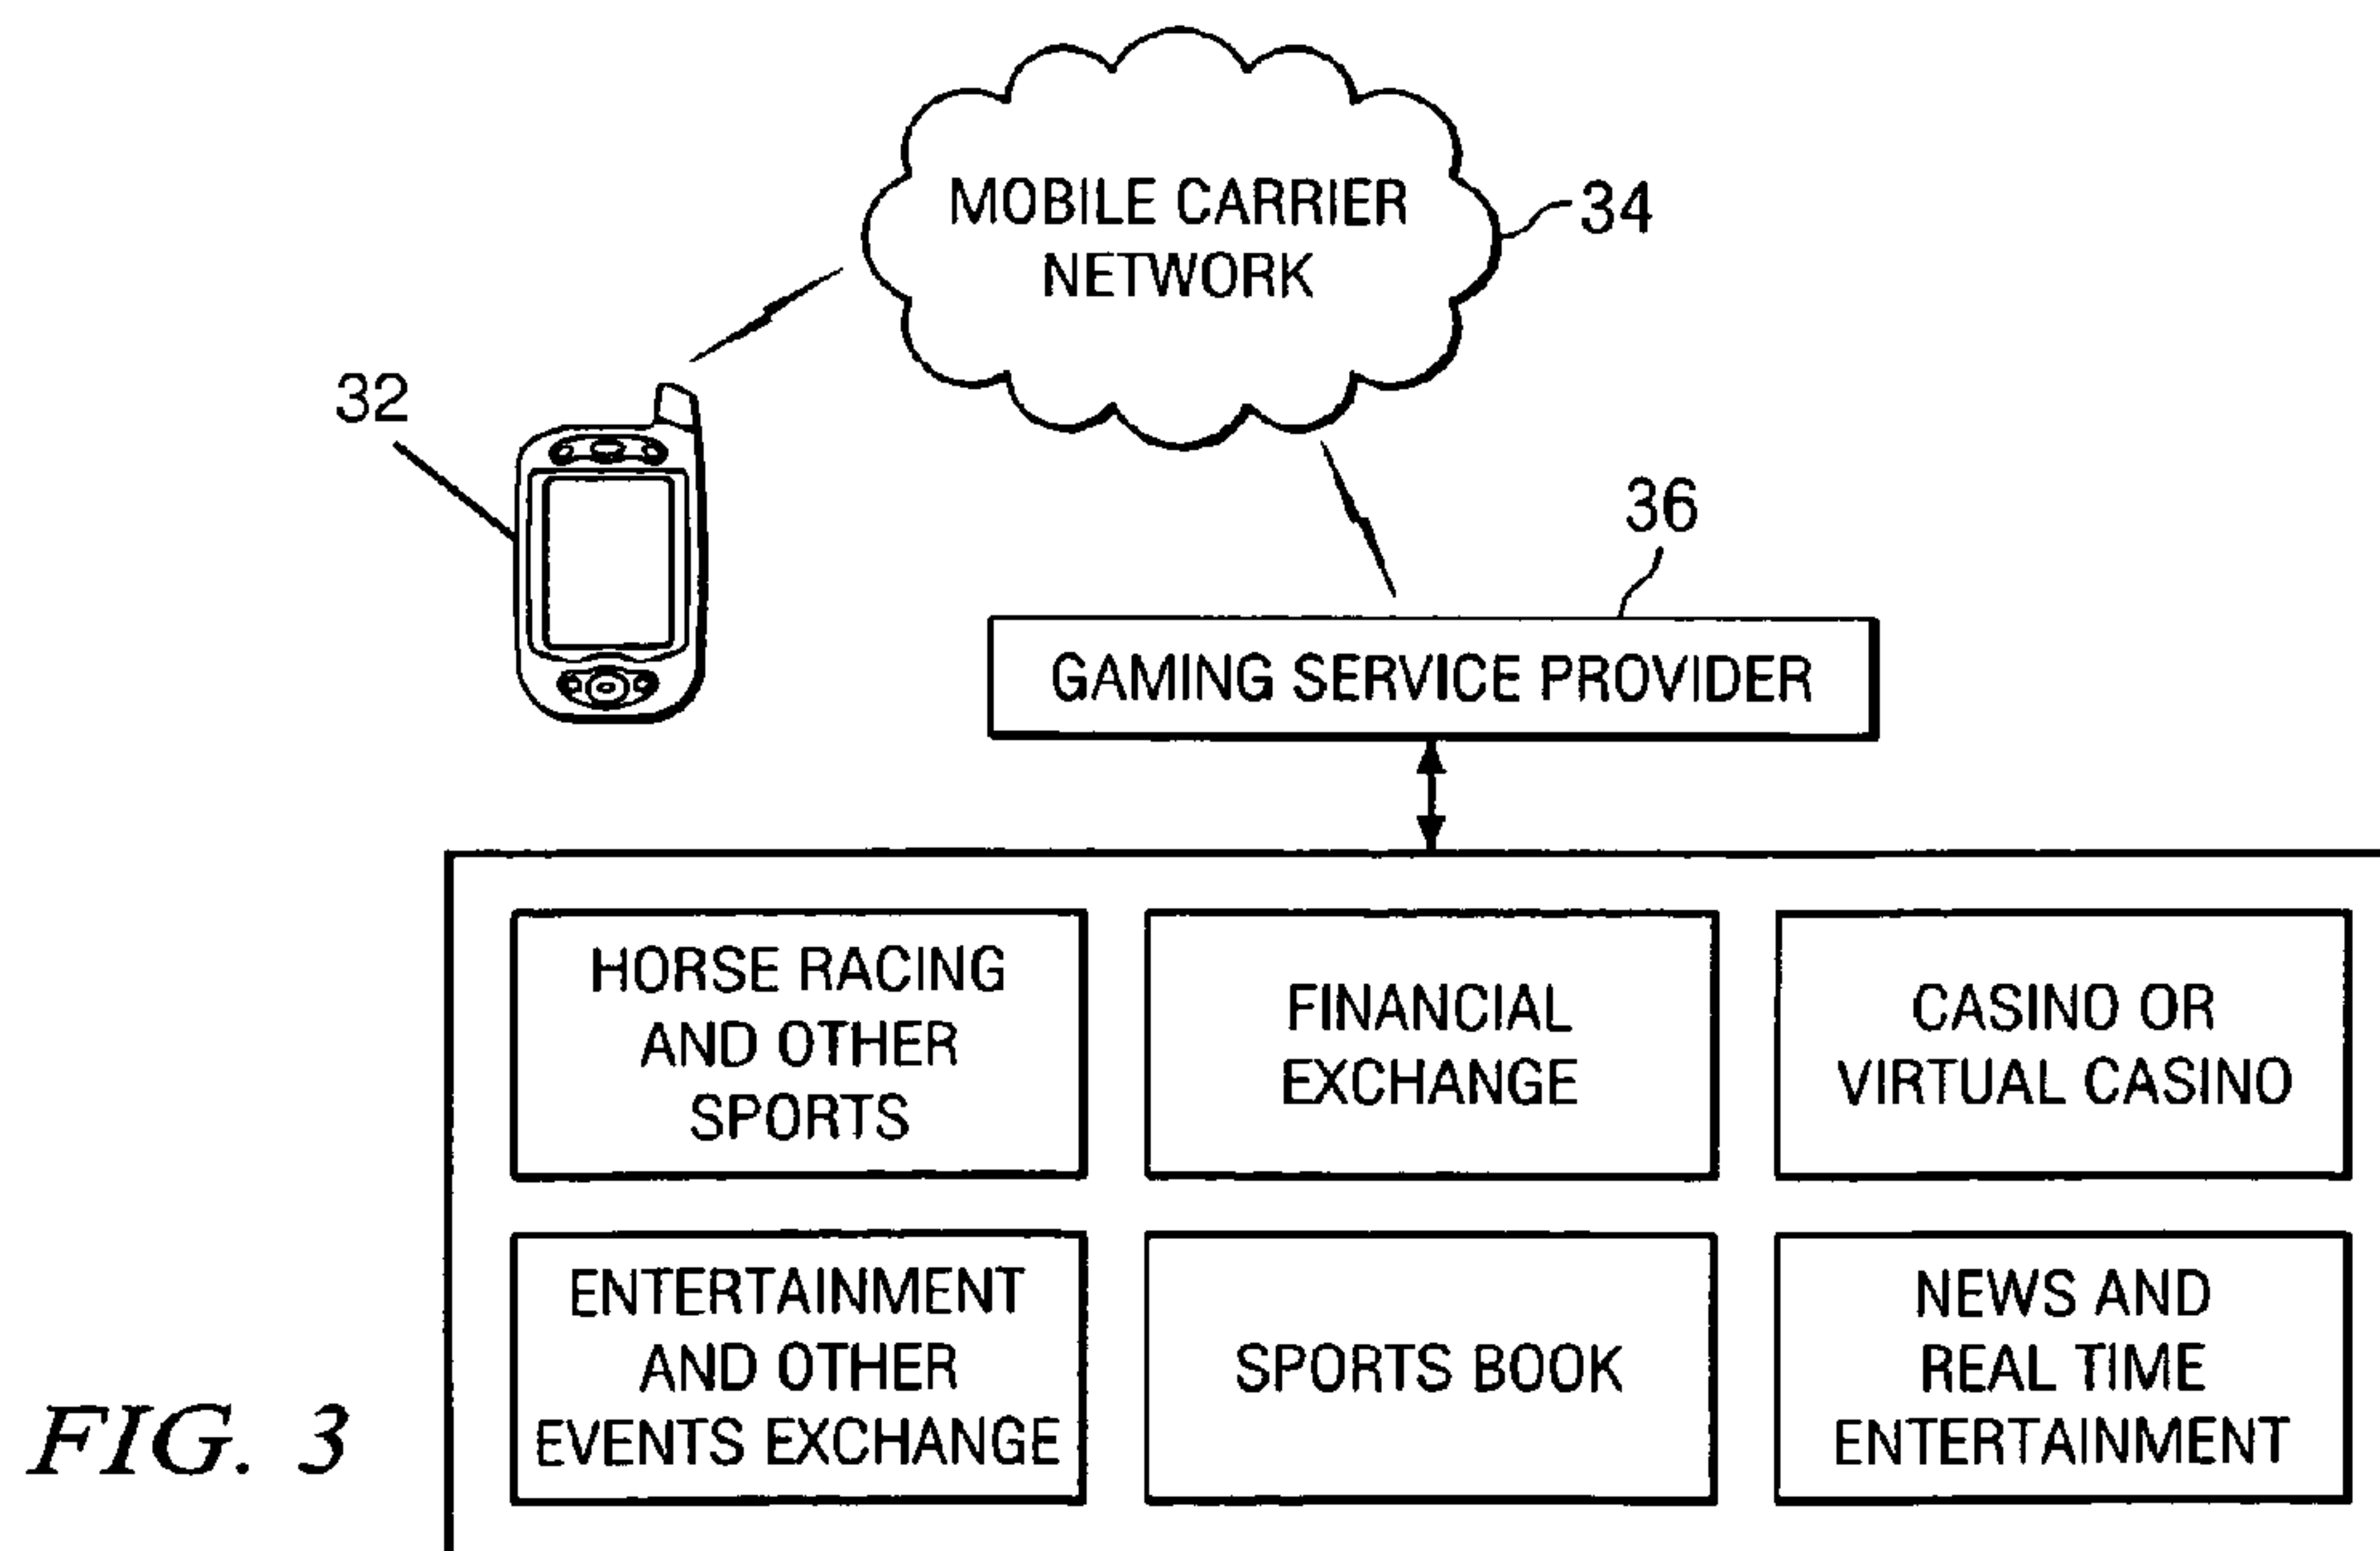 MOBILE CARRIER
NETWORK
34
32
36
GAMING SERVICE PROVIDER
HORSE RACING
AND OTHER
SPORTS
FINANCIAL
EXCHANGE
CASINO OR
VIRTUAL CASINO
ENTERTAINMENT
AND OTHER
EVENTS EXCHANGE
SPORTS BOOK
NEWS AND
REAL TIME
ENTERTAINMENT
FIG. 3